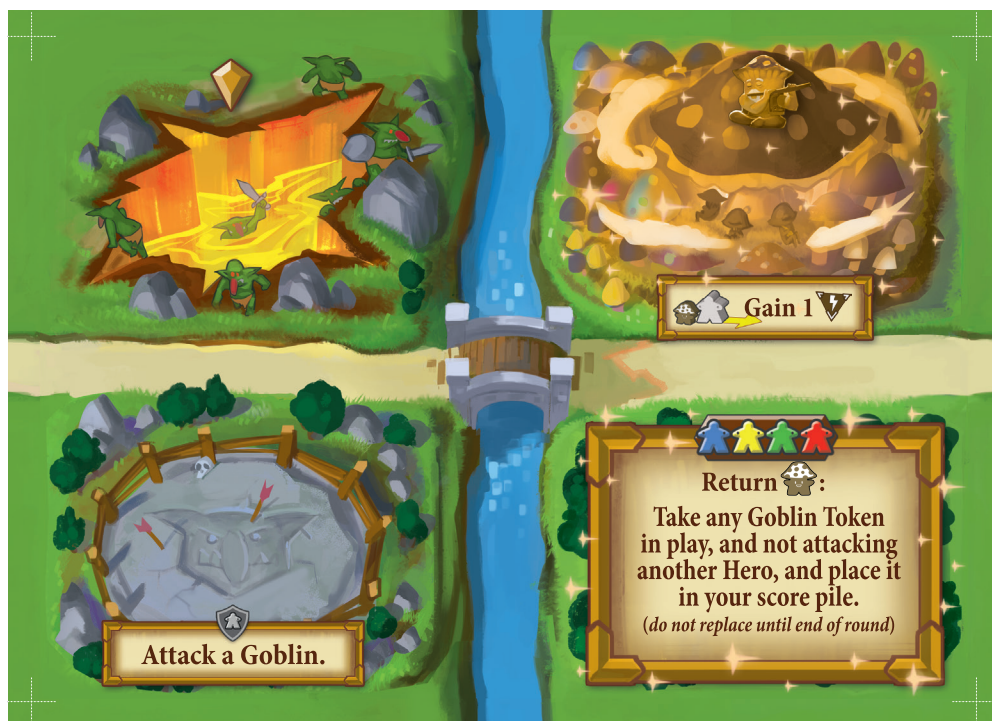 Gain 1
Attack a Goblin.
Return :
Take any Goblin Token
in play, and not attacking
another Hero, and place it
in your score pile.
(do not replace until end of round)